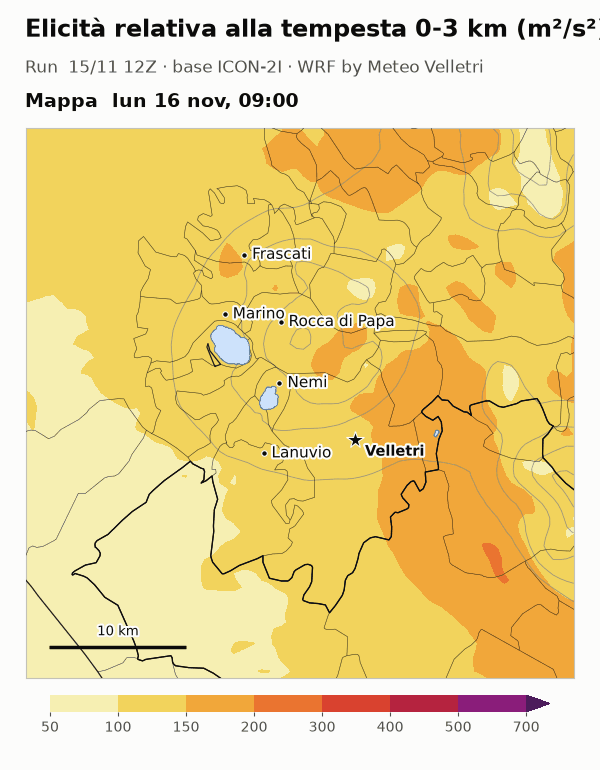 Elicità relativa alla tempesta 0-3 km (m²/s²)
Run 15/11 12Z · base ICON-2I · WRF by Meteo Velletri
Mappa lun 16 nov, 09:00
Frascati
Marino
Rocca di Papa
Nemi
Velletri
Lanuvio
10 km
50 100 150 200 300 400 500 700